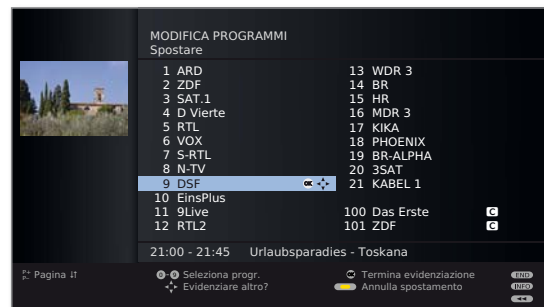 MODIFICA PROGRAMMI
Spostare
1 ARD
2 ZDF
3 SAT.1
4 D Vierte
5 RTL
6 VOX
7 S-RTL
8 N-TV
9 DSF OK
10 EinsPlus
11 9Live
12 RTL2
13 WDR 3
14 BR
15 HR
16 MDR 3
17 KIKA
18 PHOENIX
19 BR-ALPHA
20 3SAT
21 KABEL 1
100 Das Erste C
101 ZDF C
21:00 - 21:45 Urlaubsparadies - Toskana
P+ P- Pagina
0-9 Seleziona progr.
Evidenziare altro?
OK Termina evidenziazione
Annulla spostamento
END
INFO